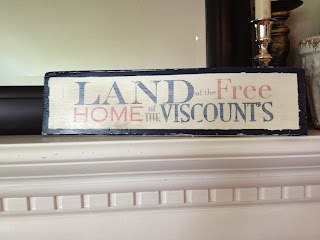 LAND of the Free
HOME OF THE VISCOUNT'S